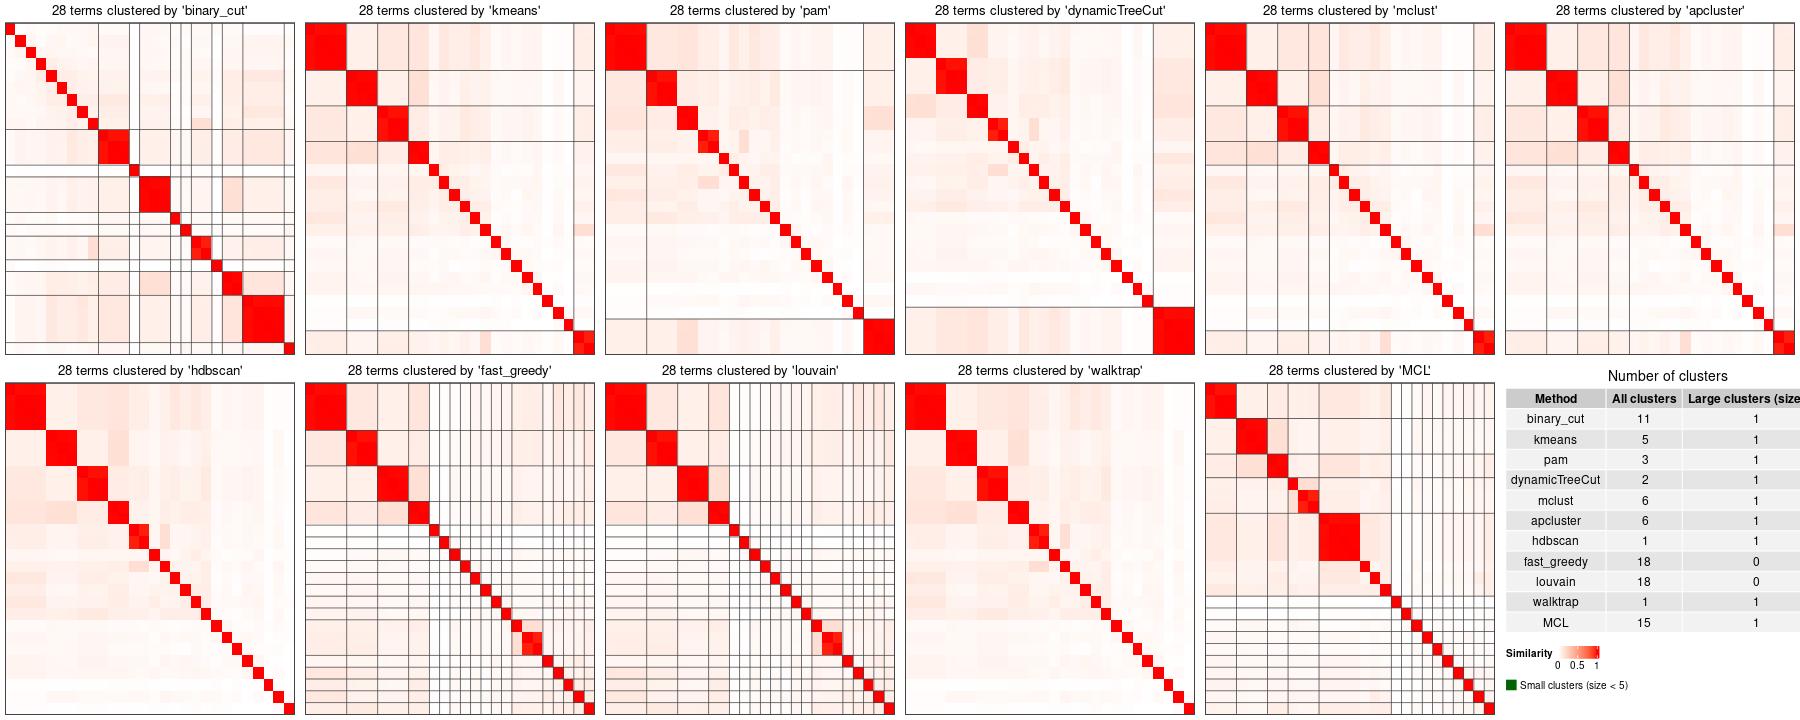 28 terms clustered by 'binary_cut'
28 terms clustered by 'kmeans'
28 terms clustered by 'pam'
28 terms clustered by 'dynamicTreeCut'
28 terms clustered by 'mclust'
28 terms clustered by 'apcluster'
28 terms clustered by 'hdbscan'
28 terms clustered by 'fast_greedy'
28 terms clustered by 'louvain'
28 terms clustered by 'walktrap'
28 terms clustered by 'MCL'
Number of clusters
Method All clusters Large clusters (size
binary_cut 11 1
kmeans 5 1
pam 3 1
dynamicTreeCut 2 1
mclust 6 1
apcluster 6 1
hdbscan 1 1
fast_greedy 18 0
louvain 18 0
walktrap 1 1
MCL 15 1
Similarity
0 0.5 1
Small clusters (size < 5)